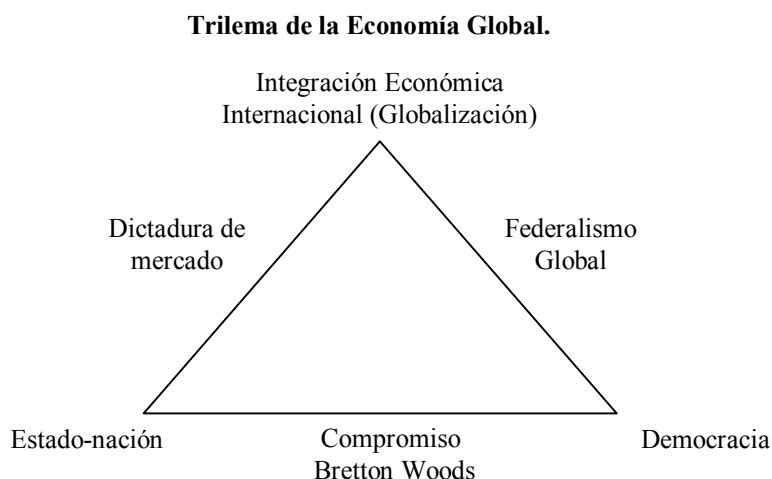 Trilema de la Economía Global.
Integración Económica
Internacional (Globalización)
Dictadura de
mercado
Federalismo
Global
Estado-nación
Compromiso
Bretton Woods
Democracia